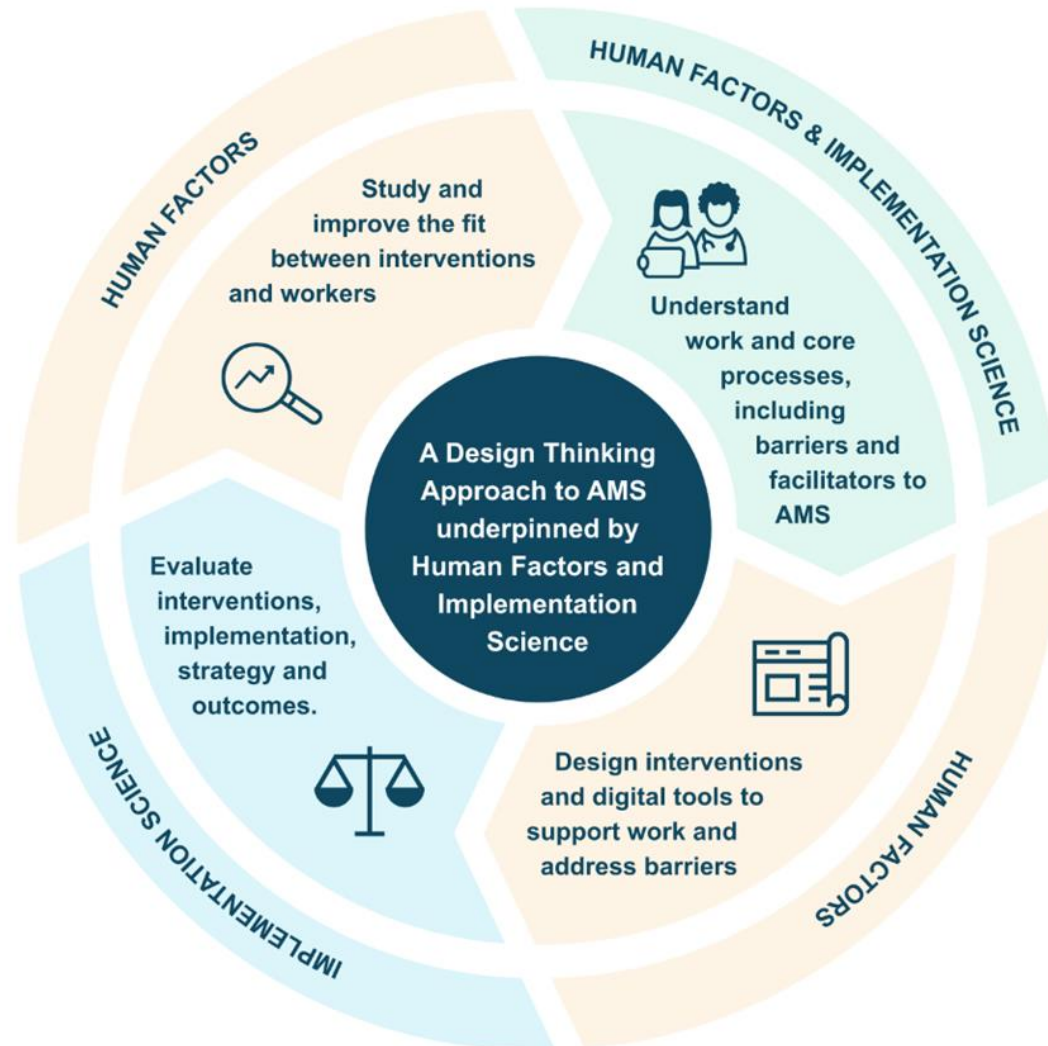 HUMAN FACTORS
HUMAN FACTORS & IMPLEMENTATION SCIENCE
Study and
improve the fit
between interventions
and workers
Understand
work and core
processes,
including
barriers and
facilitators to
AMS
A Design Thinking
Approach to AMS
underpinned by
Human Factors and
Implementation
Science
Evaluate
interventions,
implementation,
strategy and
outcomes.
Design interventions
and digital tools to
support work and
address barriers
IMPLEMENTATION SCIENCE
HUMAN FACTORS